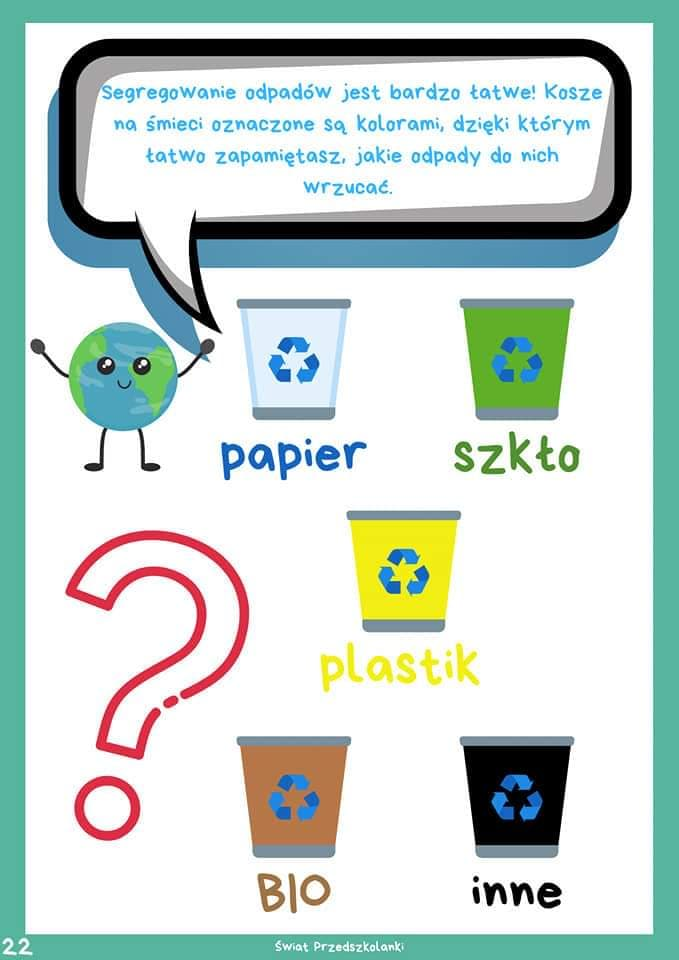 Segregowanie odpadów jest bardzo łatwe! Kosze
na śmieci oznaczone są kolorami, dzięki którym
łatwo zapamiętasz, jakie odpady do nich
wrzucać.
papier
szkło
plastik
BIO
inne
22
Świat Przedszkolanki